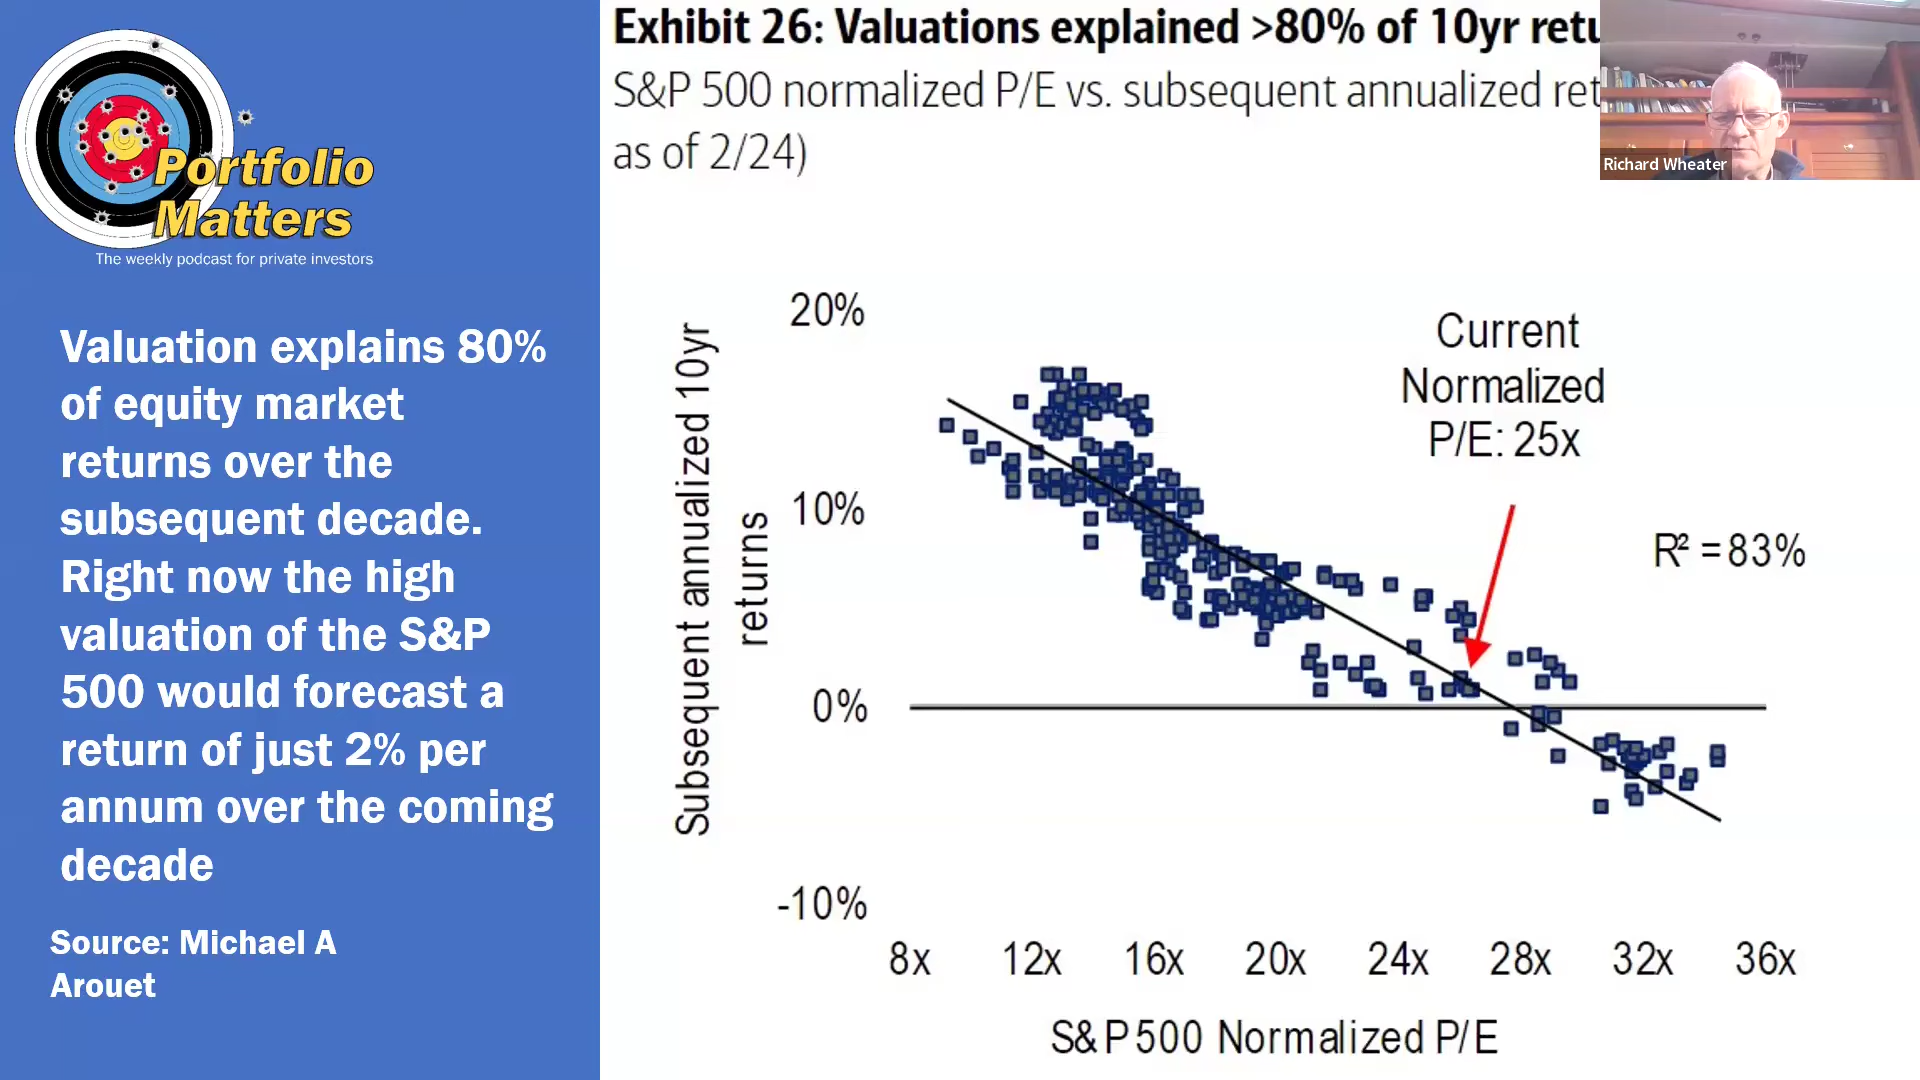 Portfolio
Matters
The weekly podcast for private investors
Valuation explains 80%
of equity market
returns over the
subsequent decade.
Right now the high
valuation of the S&P
500 would forecast a
return of just 2% per
annum over the coming
decade
Source: Michael A
Arouet
Exhibit 26: Valuations explained >80% of 10yr retu
S&P 500 normalized P/E vs. subsequent annualized ret
as of 2/24)
Richard Wheater
Subsequent annualized 10yr
returns
20%
10%
0%
-10%
Current
Normalized
P/E: 25x
R² = 83%
8x 12x 16x 20x 24x 28x 32x 36x
S&P 500 Normalized P/E